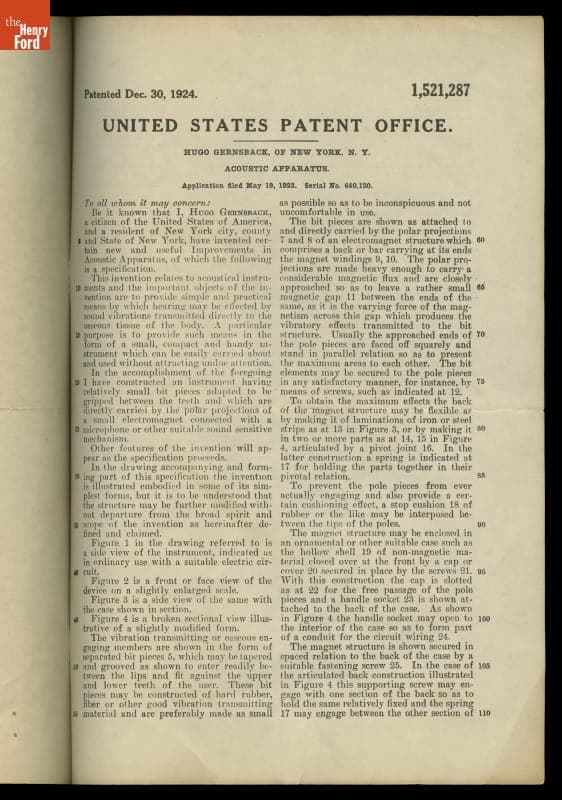 the
Henry
Ford
Patented Dec. 30, 1924.
1,521,287
UNITED STATES PATENT OFFICE.
HUGO GERNSBACK, OF NEW YORK, N. Y.
ACOUSTIC APPARATUS.
Application filed May 19, 1923. Serial No. 640,120.
To all whom it may concern:
Be it known that I, HUGO GERNSBACK,
a citizen of the United States of America,
and a resident of New York city, county
5 and State of New York, have invented cer-
tain new and useful Improvements in
Acoustic Apparatus, of which the following
is a specification.
This invention relates to acoustical instru-
10 ments and the important objects of the in-
vention are to provide simple and practical
means by which hearing may be effected by
sound vibrations transmitted directly to the
osseous tissue of the body. A particular
15 purpose is to provide such means in the
form of a small, compact and handy in-
strument which can be easily carried about
and used without attracting undue attention.
In the accomplishment of the foregoing
20 I have constructed an instrument having
relatively small bit pieces adapted to be
gripped between the teeth and which are
directly carried by the polar projections of
a small electromagnet connected with a
25 microphone or other suitable sound sensitive
mechanism.
Other features of the invention will ap-
pear as the specification proceeds.
In the drawing accompanying and form-
30 ing part of this specification the invention
is illustrated embodied in some of its sim-
plest forms, but it is to be understood that
the structure may be further modified with-
out departure from the broad spirit and
35 scope of the invention as hereinafter de-
fined and claimed.
Figure 1 in the drawing referred to is
a side view of the instrument, indicated as
in ordinary use with a suitable electric cir-
40 cuit.
Figure 2 is a front or face view of the
device on a slightly enlarged scale.
Figure 3 is a side view of the same with
the case shown in section.
45 Figure 4 is a broken sectional view illus-
trative of a slightly modified form.
The vibration transmitting or osseous en-
gaging members are shown in the form of
separated bit pieces 5, which may be tapered
50 and grooved as shown to enter readily be-
tween the lips and fit against the upper
and lower teeth of the user. These bit
pieces may be constructed of hard rubber,
fiber or other good vibration transmitting
55 material and are preferably made as small
as possible so as to be inconspicuous and not
uncomfortable in use.
The bit pieces are shown as attached to
and directly carried by the polar projections
7 and 8 of an electromagnet structure which 60
comprises a back or bar carrying at its ends
the magnet windings 9, 10. The polar pro-
jections are made heavy enough to carry a
considerable magnetic flux and are closely
approached so as to leave a rather small 65
magnetic gap 11 between the ends of the
same, as it is the varying force of the mag-
netism across this gap which produces the
vibratory effects transmitted to the bit
structure. Usually the approached ends of 70
the pole pieces are faced off squarely and
stand in parallel relation so as to present
the maximum areas to each other. The bit
elements may be secured to the pole pieces
in any satisfactory manner, for instance, by 75
means of screws, such as indicated at 12.
To obtain the maximum effects the back
of the magnet structure may be flexible as
by making it of laminations of iron or steel
strips as at 13 in Figure 3, or by making it 80
in two or more parts as at 14, 15 in Figure
4, articulated by a pivot joint 16. In the
latter construction a spring is indicated at
17 for holding the parts together in their
pivotal relation. 85
To prevent the pole pieces from ever
actually engaging and also provide a cer-
tain cushioning effect, a stop cushion 18 of
rubber or the like may be interposed be-
tween the tips of the poles. 90
The magnet structure may be enclosed in
an ornamental or other suitable case such as
the hollow shell 19 of non-magnetic ma-
terial closed over at the front by a cap or
cover 20 secured in place by the screws 21. 95
With this construction the cap is slotted
as at 22 for the free passage of the pole
pieces and a handle socket 23 is shown at-
tached to the back of the case. As shown
in Figure 4 the handle socket may open to 100
the interior of the case so as to form part
of a conduit for the circuit wiring 24.
The magnet structure is shown secured in
spaced relation to the back of the case by a
suitable fastening screw 25. In the case of 105
the articulated back construction illustrated
in Figure 4 this supporting screw may en-
gage with one section of the back so as to
hold the same relatively fixed and the spring
17 may engage between the other section of 110